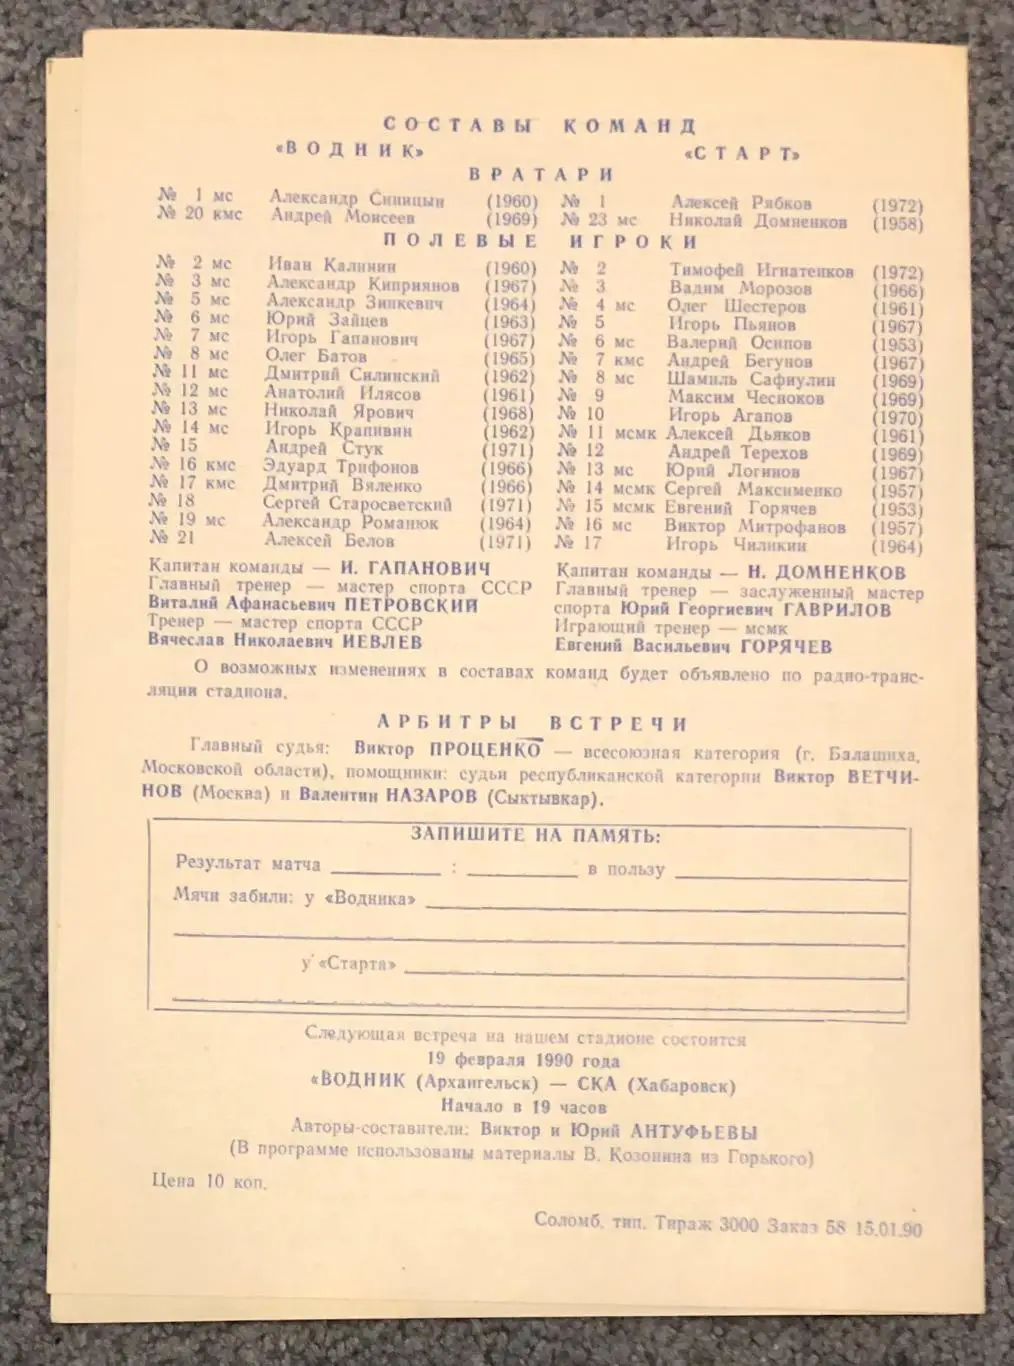 СОСТАВЫ КОМАНД
«ВОДНИК» «СТАРТ»
ВРАТАРИ
№ 1 мс Александр Синицын (1960) № 1 Алексей Рябков (1972)
№ 20 кмс Андрей Моисеев (1969) № 23 мс Николай Домненков (1958)
ПОЛЕВЫЕ ИГРОКИ
№ 2 мс Иван Калинин (1960) № 2 Тимофей Игнатенков (1972)
№ 3 мс Александр Киприянов (1967) № 3 Вадим Морозов (1966)
№ 5 мс Александр Зинкевич (1964) № 4 мс Олег Шестеров (1961)
№ 6 мс Юрий Зайцев (1963) № 5 Игорь Пьянов (1967)
№ 7 мс Игорь Гапанович (1967) № 6 мс Валерий Осипов (1953)
№ 8 мс Олег Батов (1965) № 7 кмс Андрей Бегунов (1967)
№ 11 мс Дмитрий Силинский (1962) № 8 мс Шамиль Сафиулин (1969)
№ 12 мс Анатолий Илясов (1961) № 9 Максим Чесноков (1969)
№ 13 мс Николай Ярович (1968) № 10 Игорь Агапов (1970)
№ 14 мс Игорь Крапивин (1962) № 11 мсмк Алексей Дьяков (1961)
№ 15 Андрей Стук (1971) № 12 Андрей Терехов (1969)
№ 16 кмс Эдуард Трифонов (1966) № 13 мс Юрий Логинов (1967)
№ 17 кмс Дмитрий Вяленко (1966) № 14 мсмк Сергей Максименко (1957)
№ 18 Сергей Старосветский (1971) № 15 мсмк Евгений Горячев (1953)
№ 19 мс Александр Романюк (1964) № 16 мс Виктор Митрофанов (1957)
№ 21 Алексей Белов (1971) № 17 Игорь Чиликин (1964)
Капитан команды — И. ГАПАНОВИЧ
Главный тренер — мастер спорта СССР
Виталий Афанасьевич ПЕТРОВСКИЙ
Тренер — мастер спорта СССР
Вячеслав Николаевич ИЕВЛЕВ
Капитан команды — Н. ДОМНЕНКОВ
Главный тренер — заслуженный мастер
спорта Юрий Георгиевич ГАВРИЛОВ
Играющий тренер — мсмк
Евгений Васильевич ГОРЯЧЕВ
О возможных изменениях в составах команд будет объявлено по радио-транс-
ляции стадиона.
АРБИТРЫ ВСТРЕЧИ
Главный судья: Виктор ПРОЦЕНКО — всесоюзная категория (г. Балашиха,
Московской области), помощники: судьи республиканской категории Виктор ВЕТЧИ-
НОВ (Москва) и Валентин НАЗАРОВ (Сыктывкар).
ЗАПИШИТЕ НА ПАМЯТЬ:
Результат матча ________ : ________ в пользу ________
Мячи забили: у «Водника» ________
у «Старта» ________
Следующая встреча на нашем стадионе состоится
19 февраля 1990 года
«ВОДНИК (Архангельск) — СКА (Хабаровск)
Начало в 19 часов
Авторы-составители: Виктор и Юрий АНТУФЬЕВЫ
(В программе использованы материалы В. Козонина из Горького)
Цена 10 коп.
Соломб. тип. Тираж 3000 Заказ 58 15.01.90